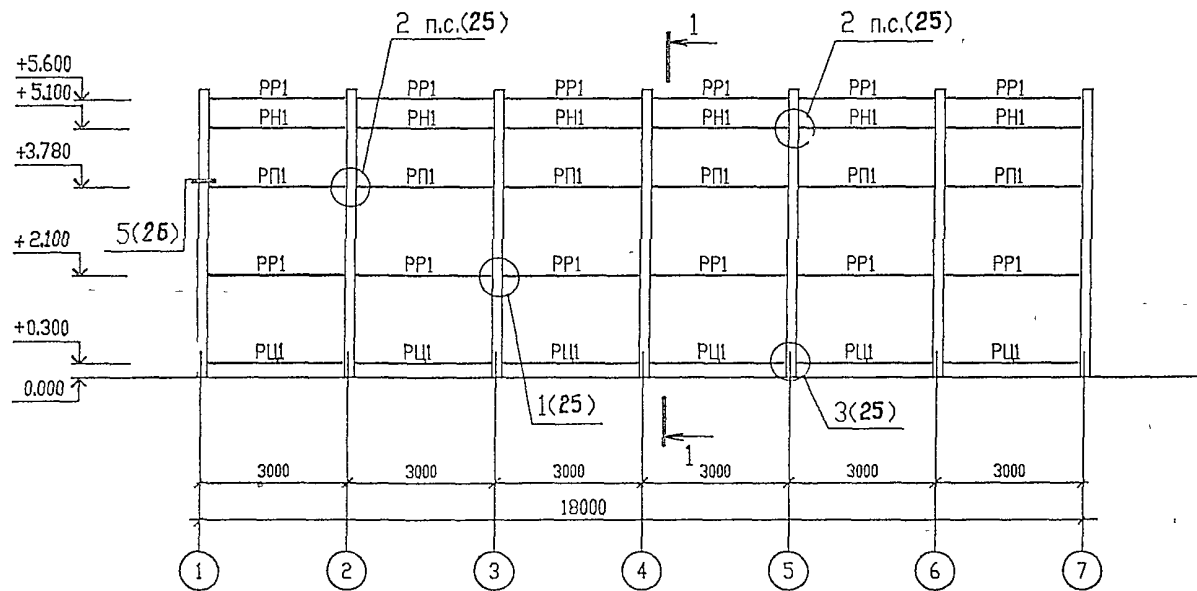 2 п.с.(25) 1 2 п.с.(25)
+5.600
РР1 РР1 РР1 РР1 РР1 РР1
+5.100
РН1 РН1 РН1 РН1 РН1 РН1
+3.780
РП1 РП1 РП1 РП1 РП1 РП1
5(26)
+2.100
РР1 РР1 РР1 РР1 РР1 РР1
+0.300
РЦ1 РЦ1 РЦ1 РЦ1 РЦ1 РЦ1
0.000
1(25) 3(25)
1
3000 3000 3000 3000 3000 3000
18000
1 2 3 4 5 6 7